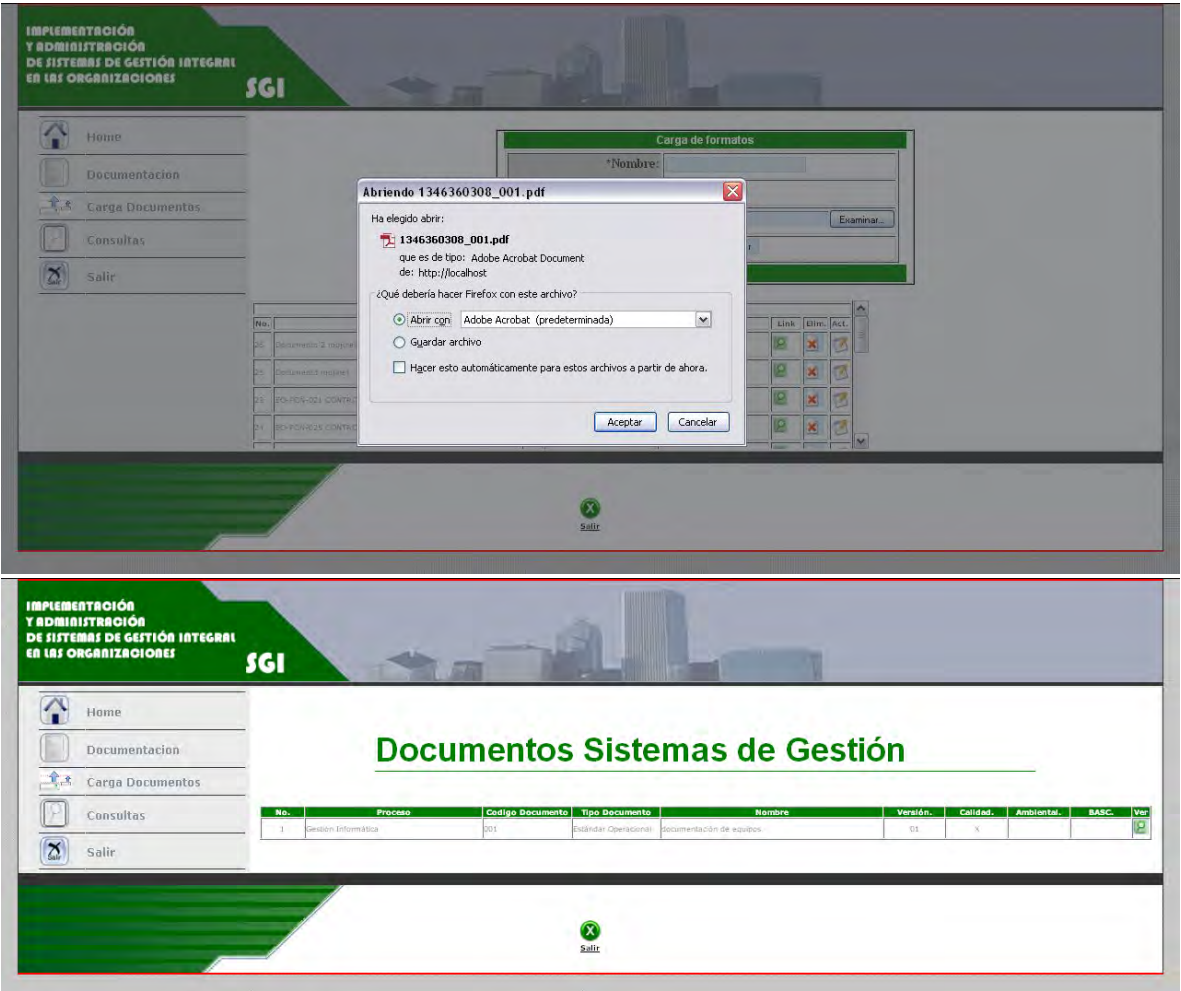 IMPLEMENTACIÓN
Y ADMINISTRACIÓN
DE SISTEMAS DE GESTIÓN INTEGRAL
EN LAS ORGANIZACIONES
SGI
Home
Documentacion
Carga Documentos
Consultas
Salir
Carga de formatos
*Nombre:
Examinar...
Abriendo 1346360308_001.pdf
Ha elegido abrir:
1346360308_001.pdf
que es de tipo: Adobe Acrobat Document
de: http://localhost
¿Qué debería hacer Firefox con este archivo?
Abrir con Adobe Acrobat (predeterminada)
Guardar archivo
Hacer esto automáticamente para estos archivos a partir de ahora.
Aceptar Cancelar
No. Link Elim. Act.
Salir
IMPLEMENTACIÓN
Y ADMINISTRACIÓN
DE SISTEMAS DE GESTIÓN INTEGRAL
EN LAS ORGANIZACIONES
SGI
Home
Documentacion
Carga Documentos
Consultas
Salir
Documentos Sistemas de Gestión
No. Proceso Codigo Documento Tipo Documento Nombre Versión. Calidad. Ambiental. BASC. Ver
1 Gestión Informática 001 Estándar Operacional documentación de equipos 01 X
Salir